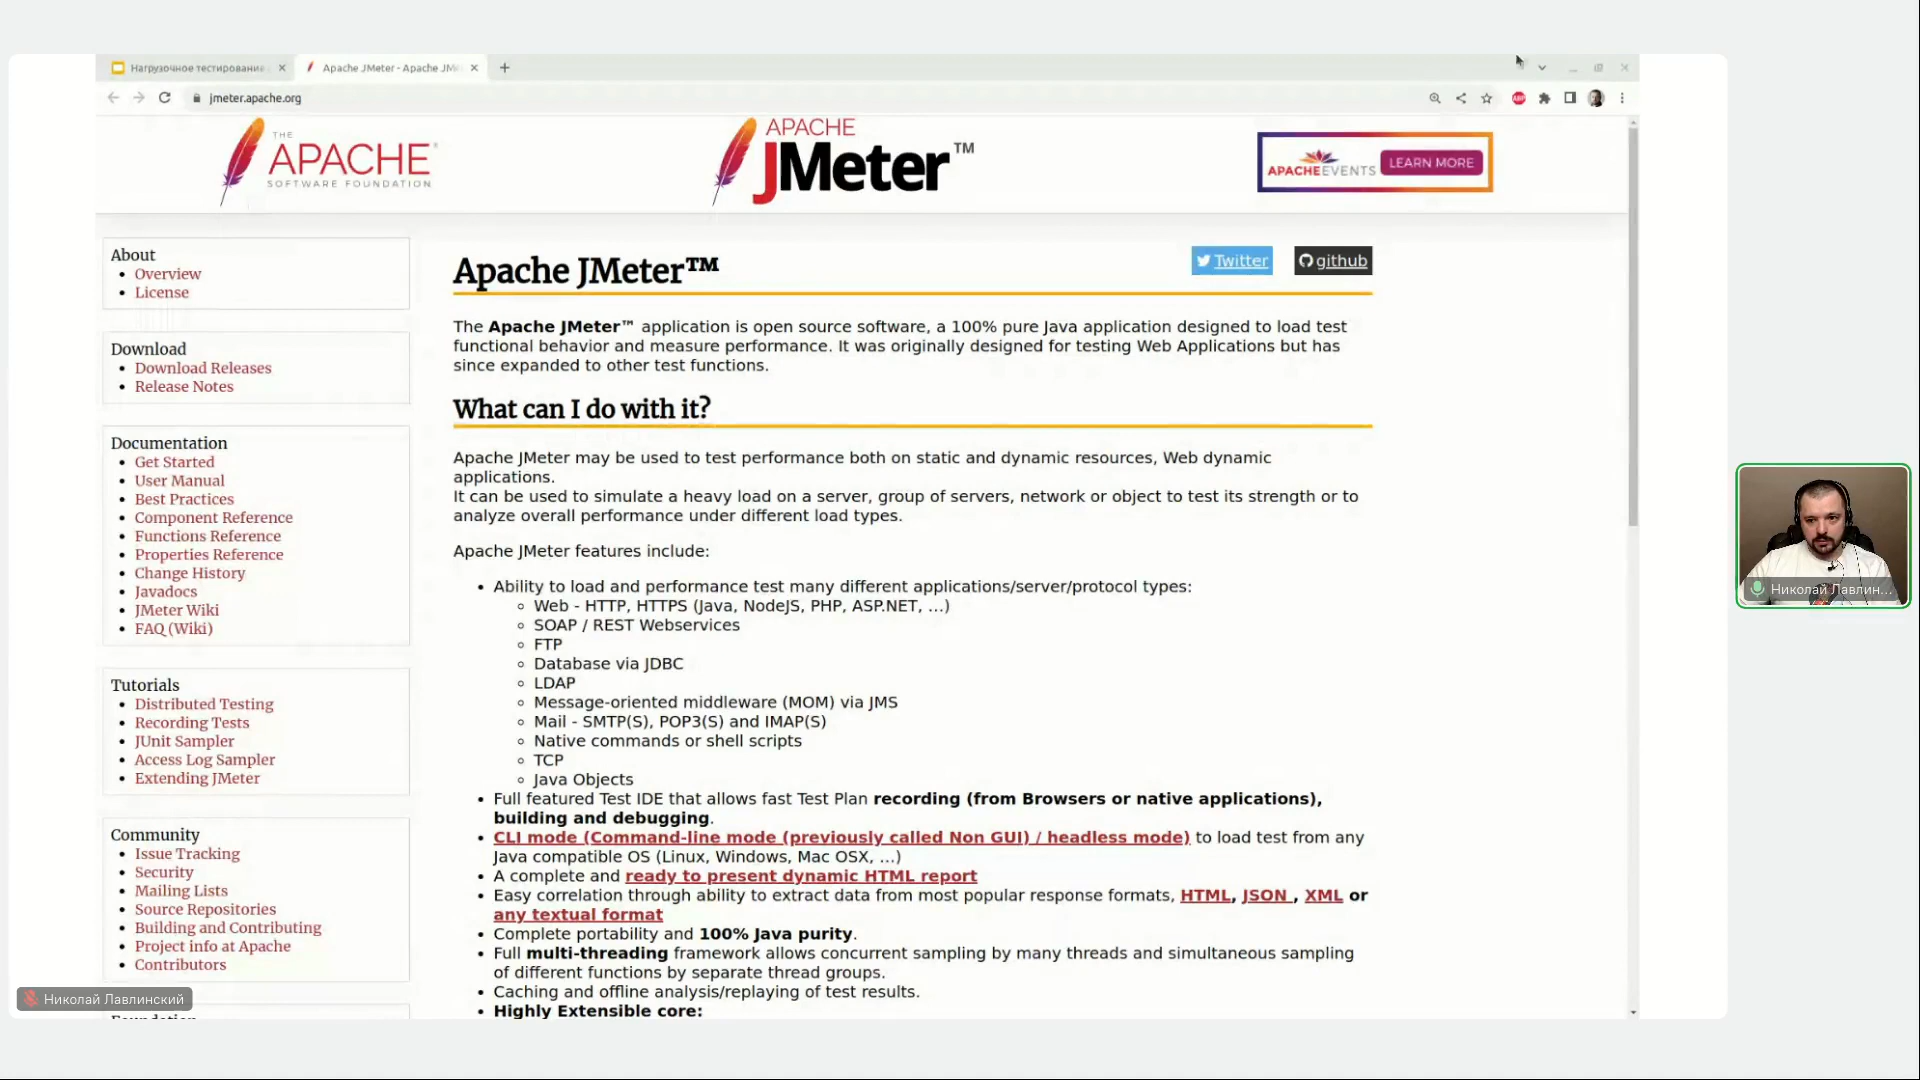 Нагрузочное тестирование
Apache JMeter - Apache JMe
jmeter.apache.org
THE
APACHE
SOFTWARE FOUNDATION
APACHE
JMeter™
APACHEEVENTS LEARN MORE
About
Overview
License
Download
Download Releases
Release Notes
Documentation
Get Started
User Manual
Best Practices
Component Reference
Functions Reference
Properties Reference
Change History
Javadocs
JMeter Wiki
FAQ (Wiki)
Tutorials
Distributed Testing
Recording Tests
JUnit Sampler
Access Log Sampler
Extending JMeter
Community
Issue Tracking
Security
Mailing Lists
Source Repositories
Building and Contributing
Project info at Apache
Contributors
Apache JMeter™
Twitter
github
The Apache JMeter™ application is open source software, a 100% pure Java application designed to load test
functional behavior and measure performance. It was originally designed for testing Web Applications but has
since expanded to other test functions.
What can I do with it?
Apache JMeter may be used to test performance both on static and dynamic resources, Web dynamic
applications.
It can be used to simulate a heavy load on a server, group of servers, network or object to test its strength or to
analyze overall performance under different load types.
Apache JMeter features include:
• Ability to load and performance test many different applications/server/protocol types:
◦ Web - HTTP, HTTPS (Java, NodeJS, PHP, ASP.NET, …)
◦ SOAP / REST Webservices
◦ FTP
◦ Database via JDBC
◦ LDAP
◦ Message-oriented middleware (MOM) via JMS
◦ Mail - SMTP(S), POP3(S) and IMAP(S)
◦ Native commands or shell scripts
◦ TCP
◦ Java Objects
• Full featured Test IDE that allows fast Test Plan recording (from Browsers or native applications),
building and debugging.
• CLI mode (Command-line mode (previously called Non GUI) / headless mode) to load test from any
Java compatible OS (Linux, Windows, Mac OSX, …)
• A complete and ready to present dynamic HTML report
• Easy correlation through ability to extract data from most popular response formats, HTML, JSON , XML or
any textual format
• Complete portability and 100% Java purity.
• Full multi-threading framework allows concurrent sampling by many threads and simultaneous sampling
of different functions by separate thread groups.
• Caching and offline analysis/replaying of test results.
• Highly Extensible core:
Николай Лавлинский
Николай Лавлин...